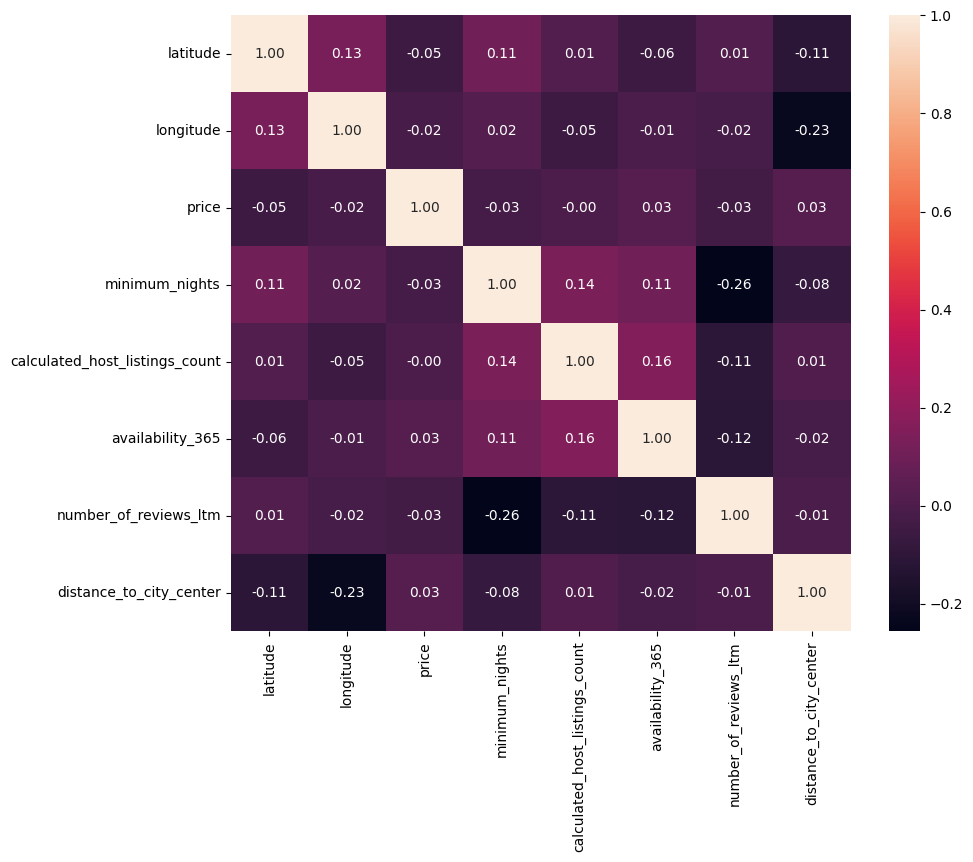 latitude 1.00 0.13 -0.05 0.11 0.01 -0.06 0.01 -0.11
longitude 0.13 1.00 -0.02 0.02 -0.05 -0.01 -0.02 -0.23
price -0.05 -0.02 1.00 -0.03 -0.00 0.03 -0.03 0.03
minimum_nights 0.11 0.02 -0.03 1.00 0.14 0.11 -0.26 -0.08
calculated_host_listings_count 0.01 -0.05 -0.00 0.14 1.00 0.16 -0.11 0.01
availability_365 -0.06 -0.01 0.03 0.11 0.16 1.00 -0.12 -0.02
number_of_reviews_ltm 0.01 -0.02 -0.03 -0.26 -0.11 -0.12 1.00 -0.01
distance_to_city_center -0.11 -0.23 0.03 -0.08 0.01 -0.02 -0.01 1.00
latitude
longitude
price
minimum_nights
calculated_host_listings_count
availability_365
number_of_reviews_ltm
distance_to_city_center
1.0
0.8
0.6
0.4
0.2
0.0
−0.2